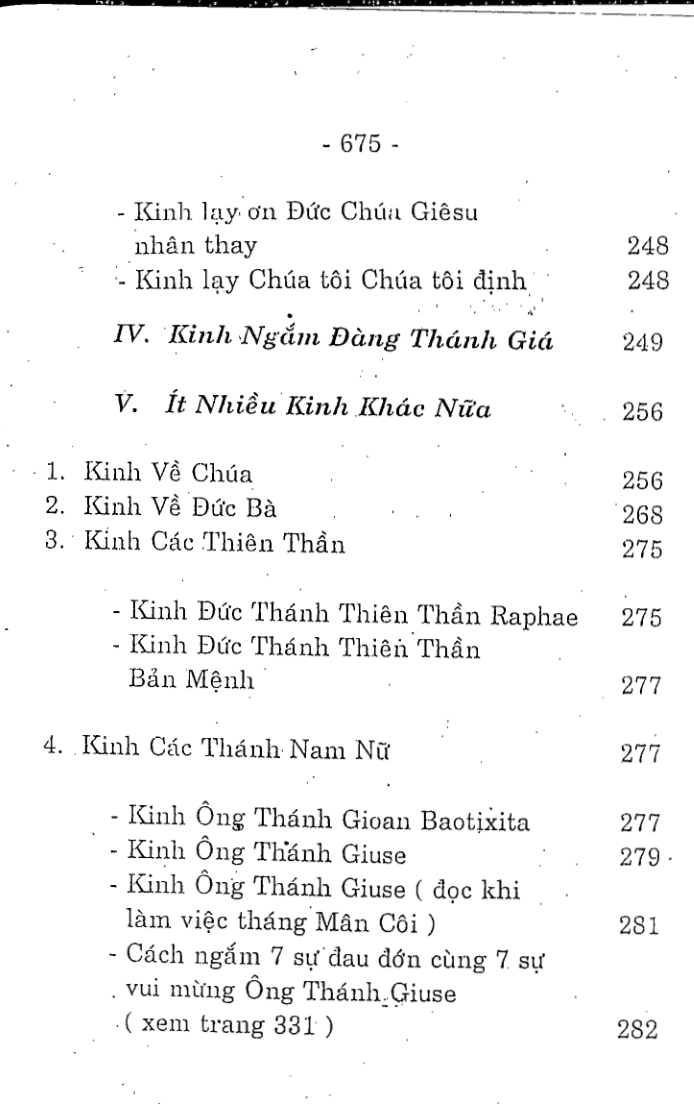 - 675 -
- Kinh lạy ơn Đức Chúa Giêsu
nhân thay 248
- Kinh lạy Chúa tôi Chúa tôi định 248
IV. Kinh Ngắm Đàng Thánh Giá 249
V. Ít Nhiều Kinh Khác Nữa 256
1. Kinh Về Chúa 256
2. Kinh Về Đức Bà 268
3. Kinh Các Thiên Thần 275
- Kinh Đức Thánh Thiên Thần Raphae 275
- Kinh Đức Thánh Thiên Thần
Bản Mệnh 277
4. Kinh Các Thánh Nam Nữ 277
- Kinh Ông Thánh Gioan Baotixita 277
- Kinh Ông Thánh Giuse 279
- Kinh Ông Thánh Giuse ( đọc khi
làm việc tháng Mân Côi ) 281
- Cách ngắm 7 sự đau đớn cùng 7 sự
vui mừng Ông Thánh Giuse
( xem trang 331 ) 282